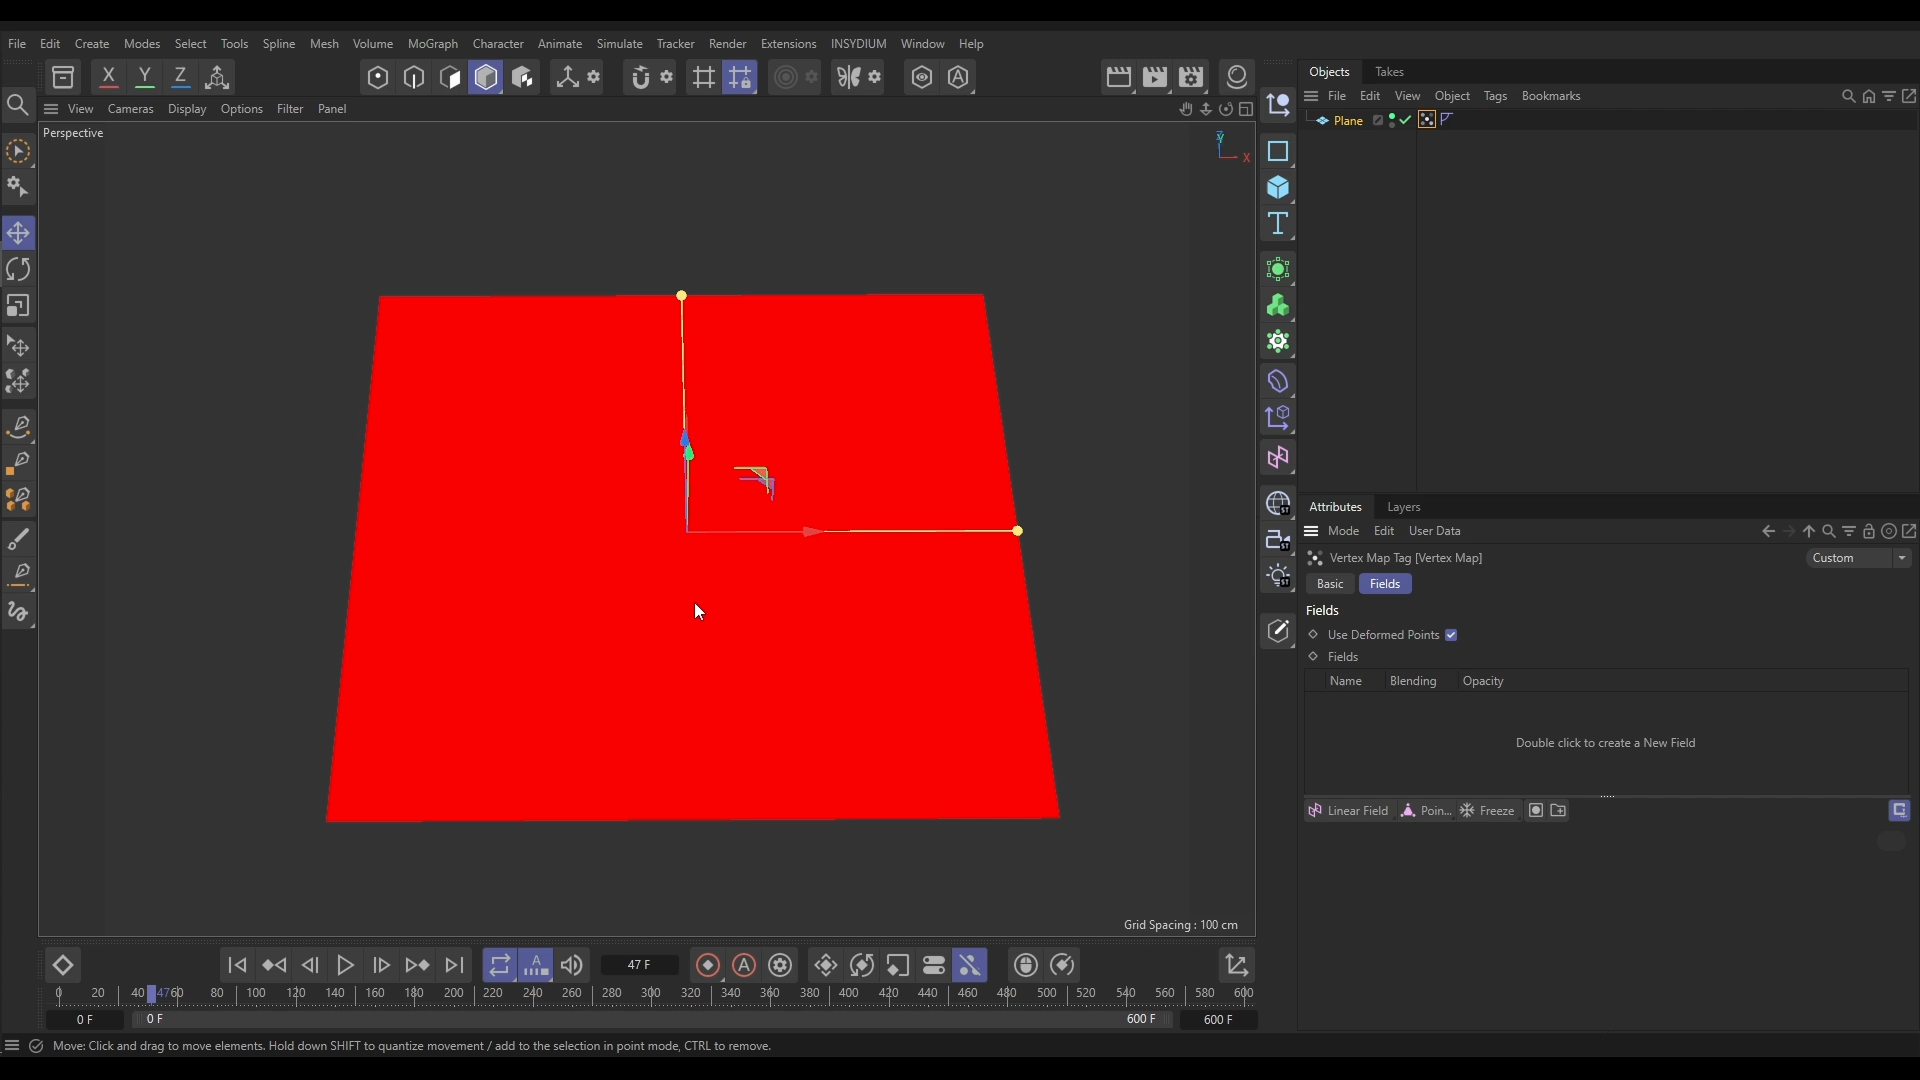 File Edit Create Modes Select Tools Spline Mesh Volume MoGraph Character Animate Simulate Tracker Render Extensions INSYDIUM Window Help
X Y Z
View Cameras Display Options Filter Panel
Perspective
Y
X
Grid Spacing : 100 cm
Objects Takes
File Edit View Object Tags Bookmarks
Plane
Attributes Layers
Mode Edit User Data
Vertex Map Tag [Vertex Map]
Custom
Basic Fields
Fields
Use Deformed Points
Fields
Name Blending Opacity
Double click to create a New Field
Linear Field Poin... Freeze
47 F
0 20 40 47 60 80 100 120 140 160 180 200 220 240 260 280 300 320 340 360 380 400 420 440 460 480 500 520 540 560 580 600
0 F 0 F 600 F 600 F
Move: Click and drag to move elements. Hold down SHIFT to quantize movement / add to the selection in point mode, CTRL to remove.